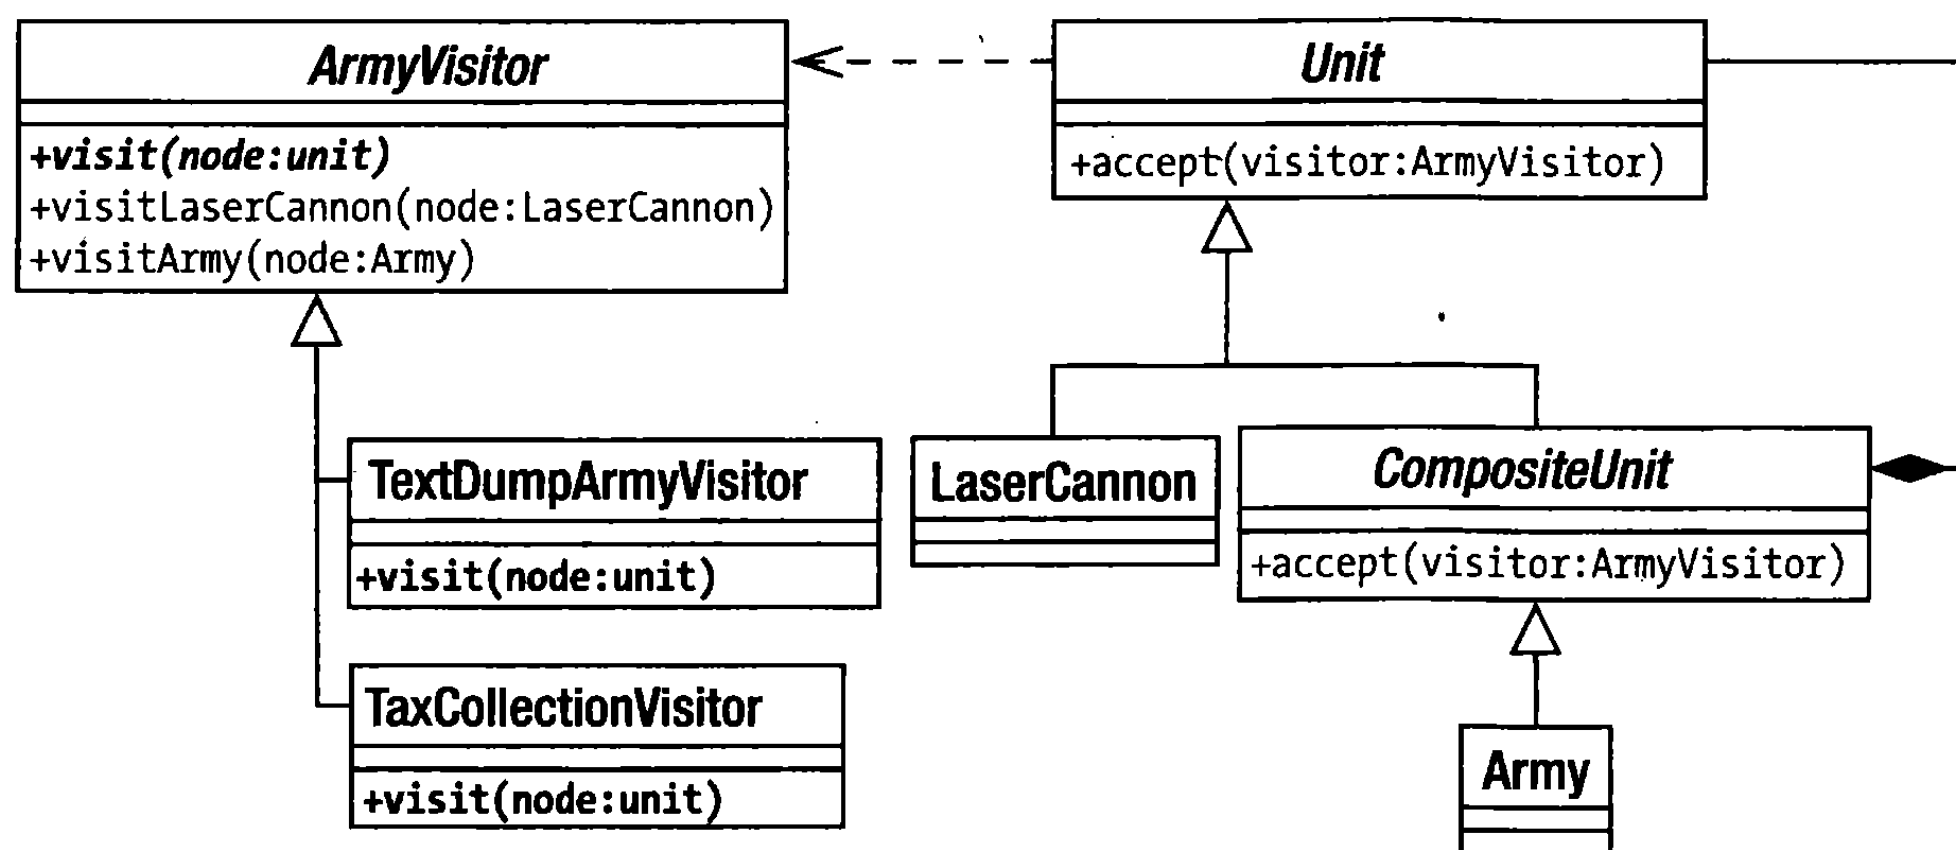 ArmyVisitor
+visit(node:unit)
+visitLaserCannon(node:LaserCannon)
+visitArmy(node:Army)
Unit
+accept(visitor:ArmyVisitor)
TextDumpArmyVisitor
+visit(node:unit)
TaxCollectionVisitor
+visit(node:unit)
LaserCannon
CompositeUnit
+accept(visitor:ArmyVisitor)
Army